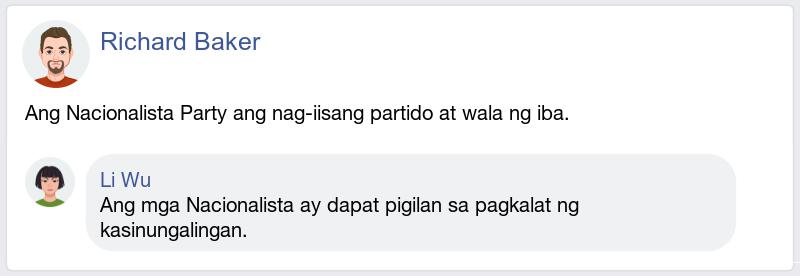 Richard Baker
Ang Nacionalista Party ang nag-iisang partido at wala ng iba.
Li Wu
Ang mga Nacionalista ay dapat pigilan sa pagkalat ng
kasinungalingan.